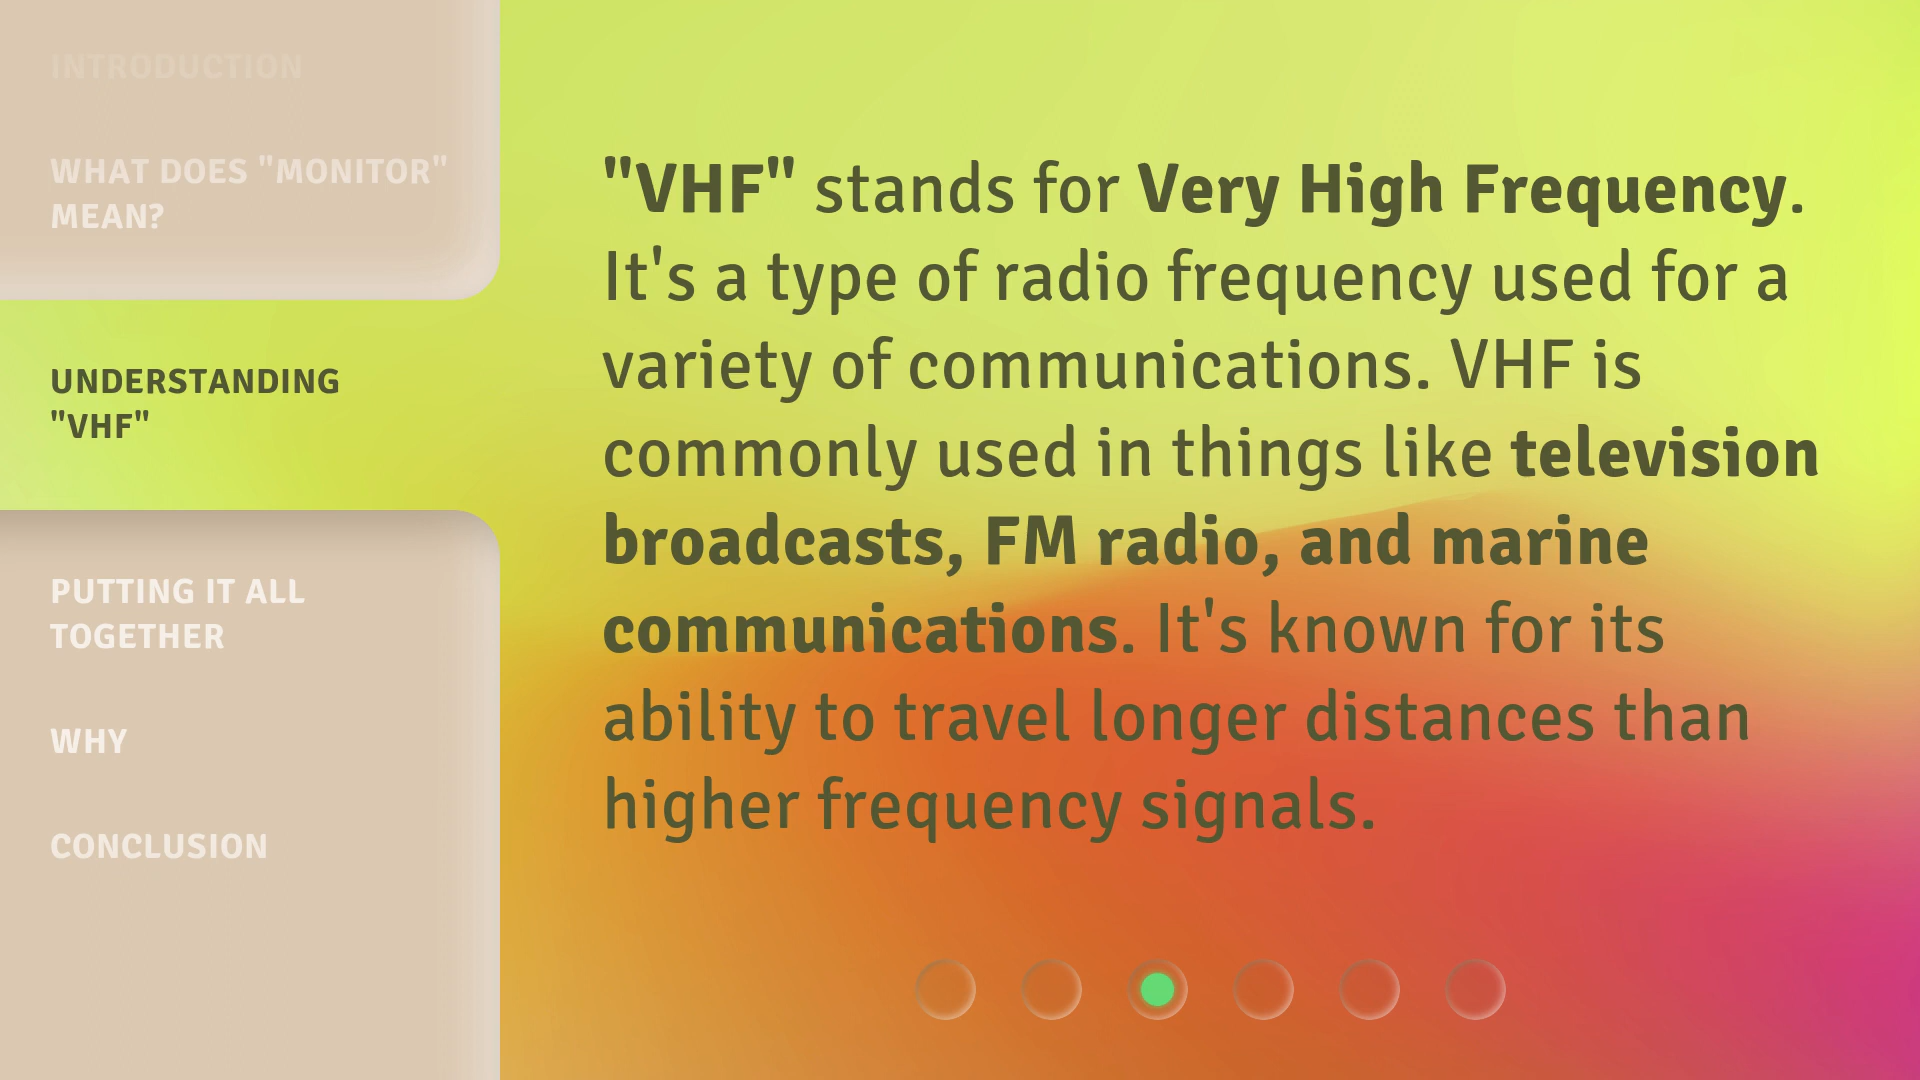 INTRODUCTION
WHAT DOES "MONITOR"
MEAN?
UNDERSTANDING
"VHF"
PUTTING IT ALL
TOGETHER
WHY
CONCLUSION
"VHF" stands for Very High Frequency.
It's a type of radio frequency used for a
variety of communications. VHF is
commonly used in things like television
broadcasts, FM radio, and marine
communications. It's known for its
ability to travel longer distances than
higher frequency signals.